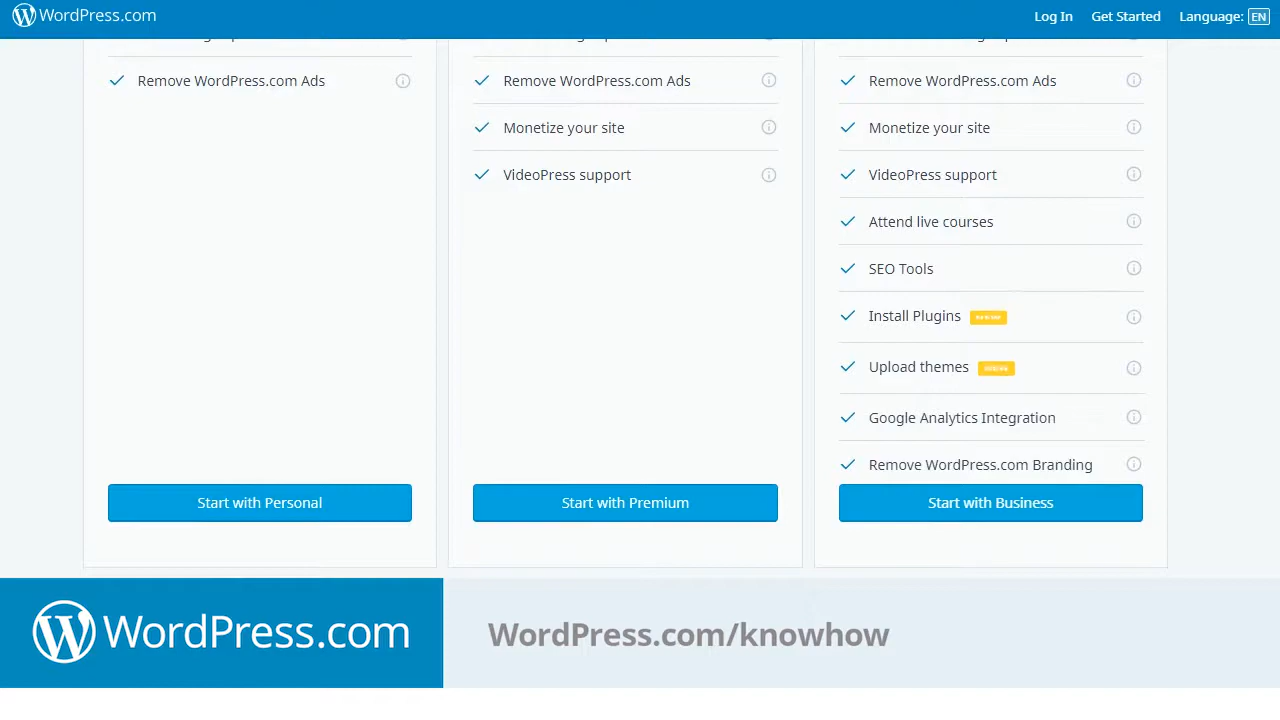 WordPress.com
Log In
Get Started
Language: EN
Remove WordPress.com Ads
Remove WordPress.com Ads
Monetize your site
VideoPress support
Remove WordPress.com Ads
Monetize your site
VideoPress support
Attend live courses
SEO Tools
Install Plugins
Upload themes
Google Analytics Integration
Remove WordPress.com Branding
Start with Personal
Start with Premium
Start with Business
WordPress.com
WordPress.com/knowhow